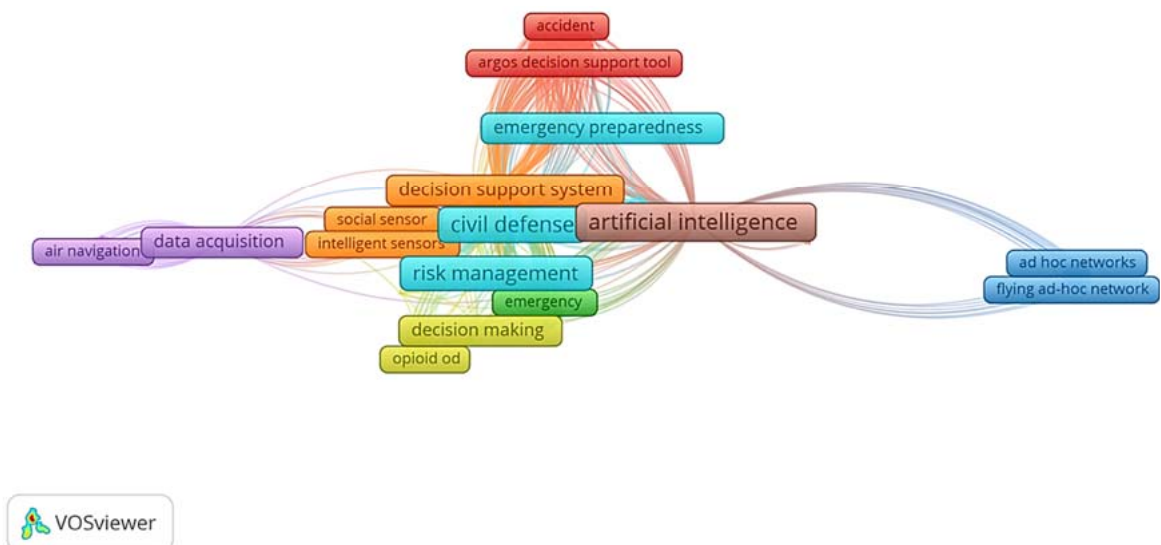 accident
argos decision support tool
emergency preparedness
decision support system
social sensor
civil defense
artificial intelligence
air navigation
data acquisition
intelligent sensors
risk management
emergency
decision making
opioid od
ad hoc networks
flying ad-hoc network
VOSviewer